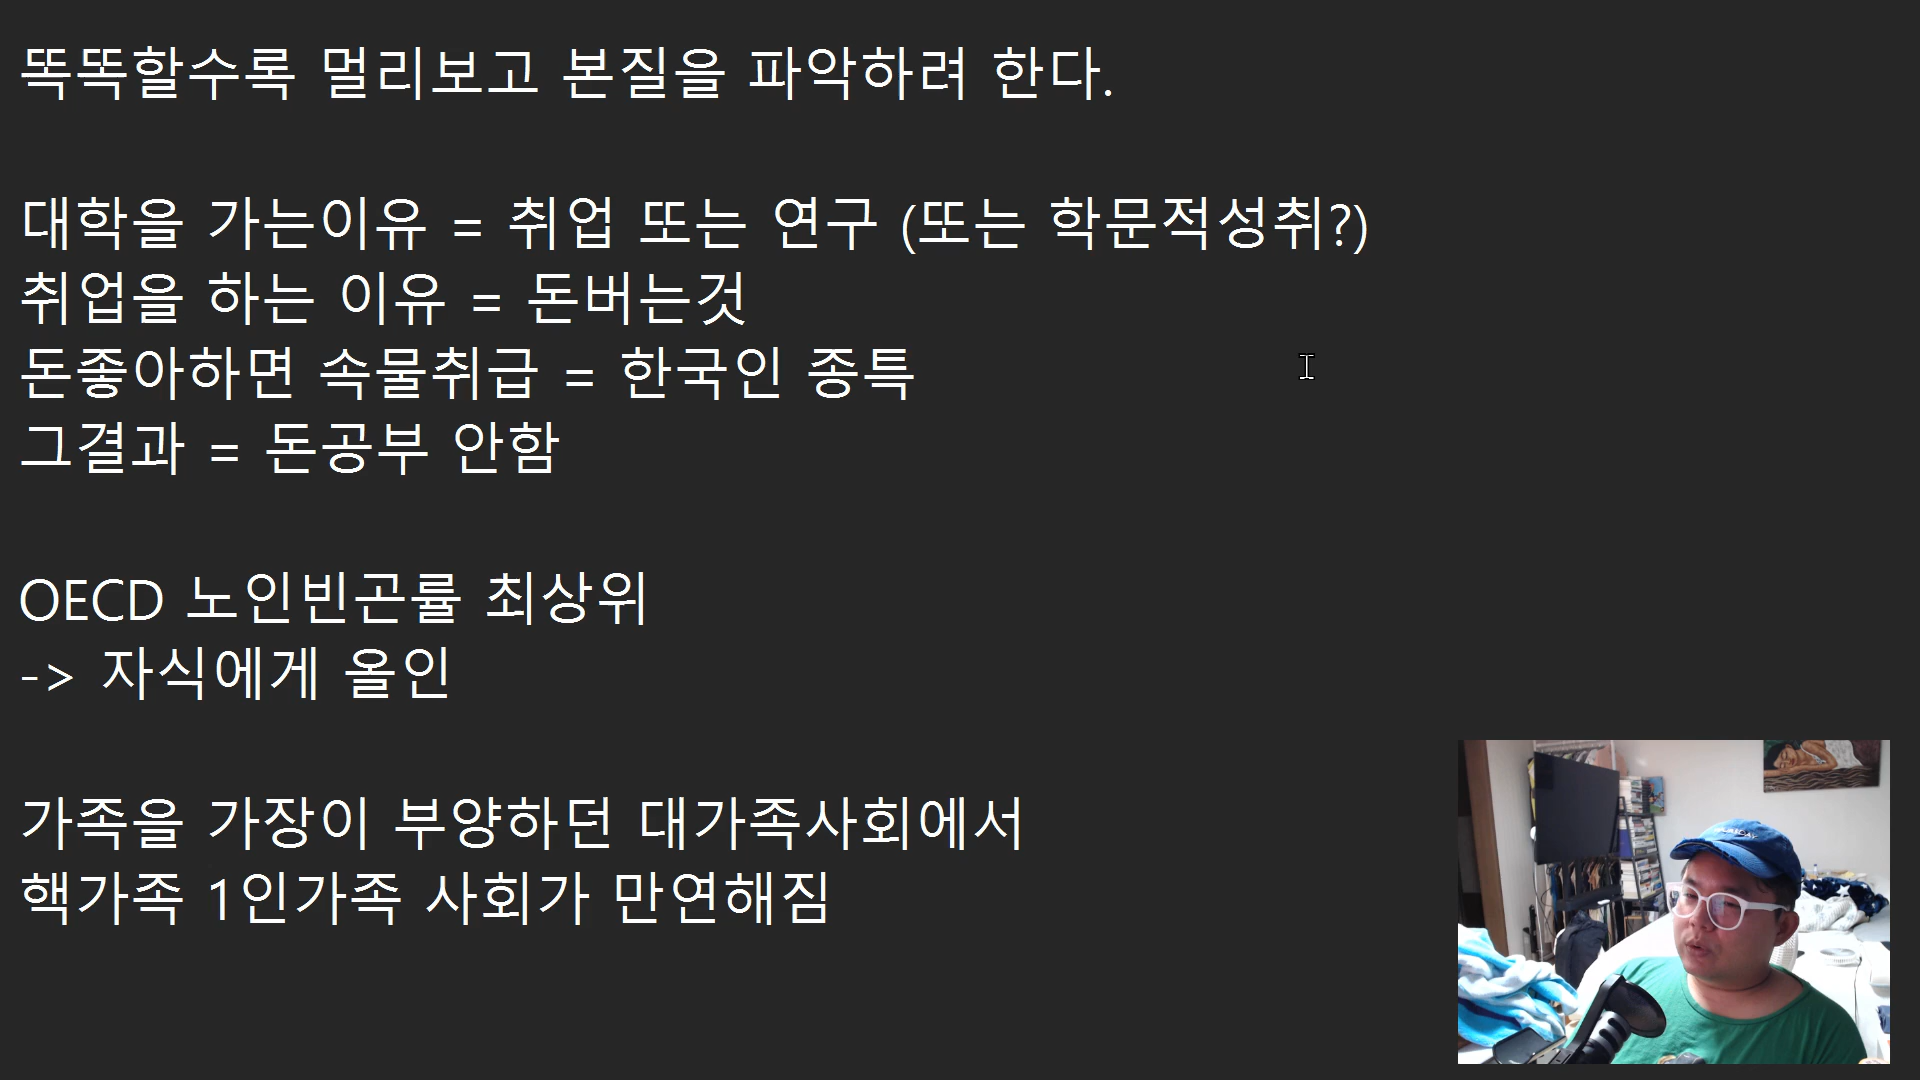 똑똑할수록 멀리보고 본질을 파악하려 한다.
대학을 가는이유 = 취업 또는 연구 (또는 학문적성취?)
취업을 하는 이유 = 돈버는것
돈좋아하면 속물취급 = 한국인 종특
그결과 = 돈공부 안함
OECD 노인빈곤률 최상위
-> 자식에게 올인
가족을 가장이 부양하던 대가족사회에서
핵가족 1인가족 사회가 만연해짐